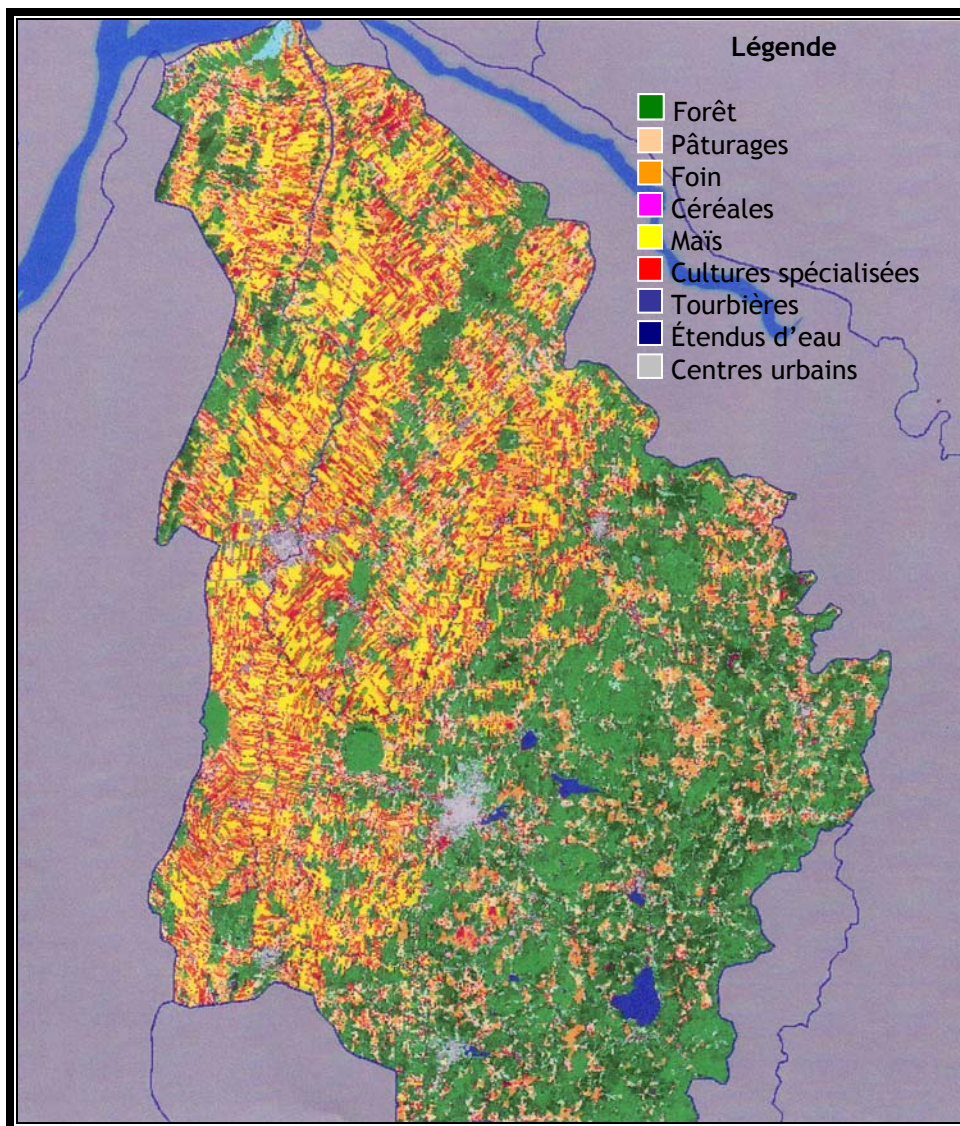 Légende
Forêt
Pâturages
Foin
Céréales
Maïs
Cultures spécialisées
Tourbières
Étendus d'eau
Centres urbains